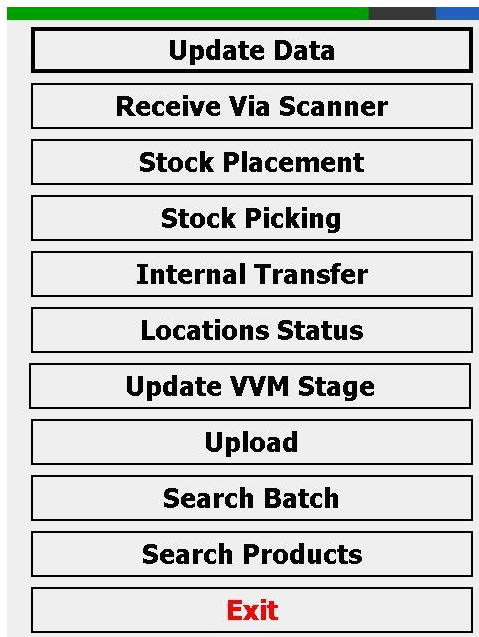 Update Data
Receive Via Scanner
Stock Placement
Stock Picking
Internal Transfer
Locations Status
Update VVM Stage
Upload
Search Batch
Search Products
Exit